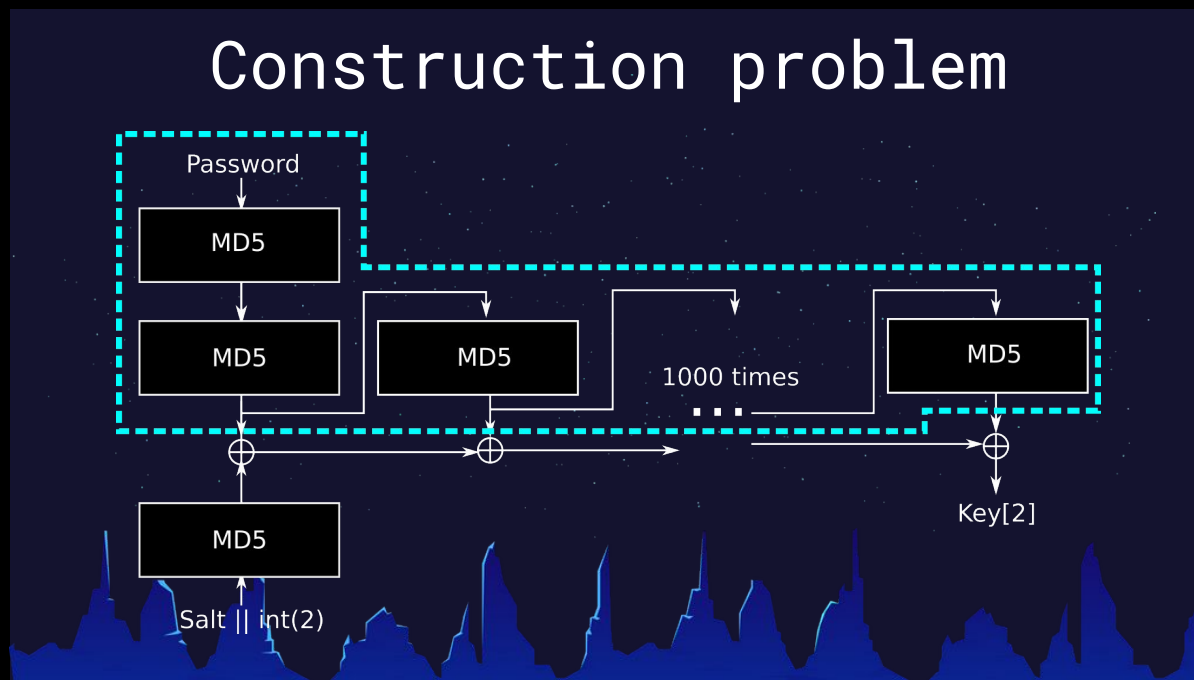 Construction problem
Password
MD5
MD5
MD5
MD5
1000 times
...
Key[2]
MD5
Salt || int(2)